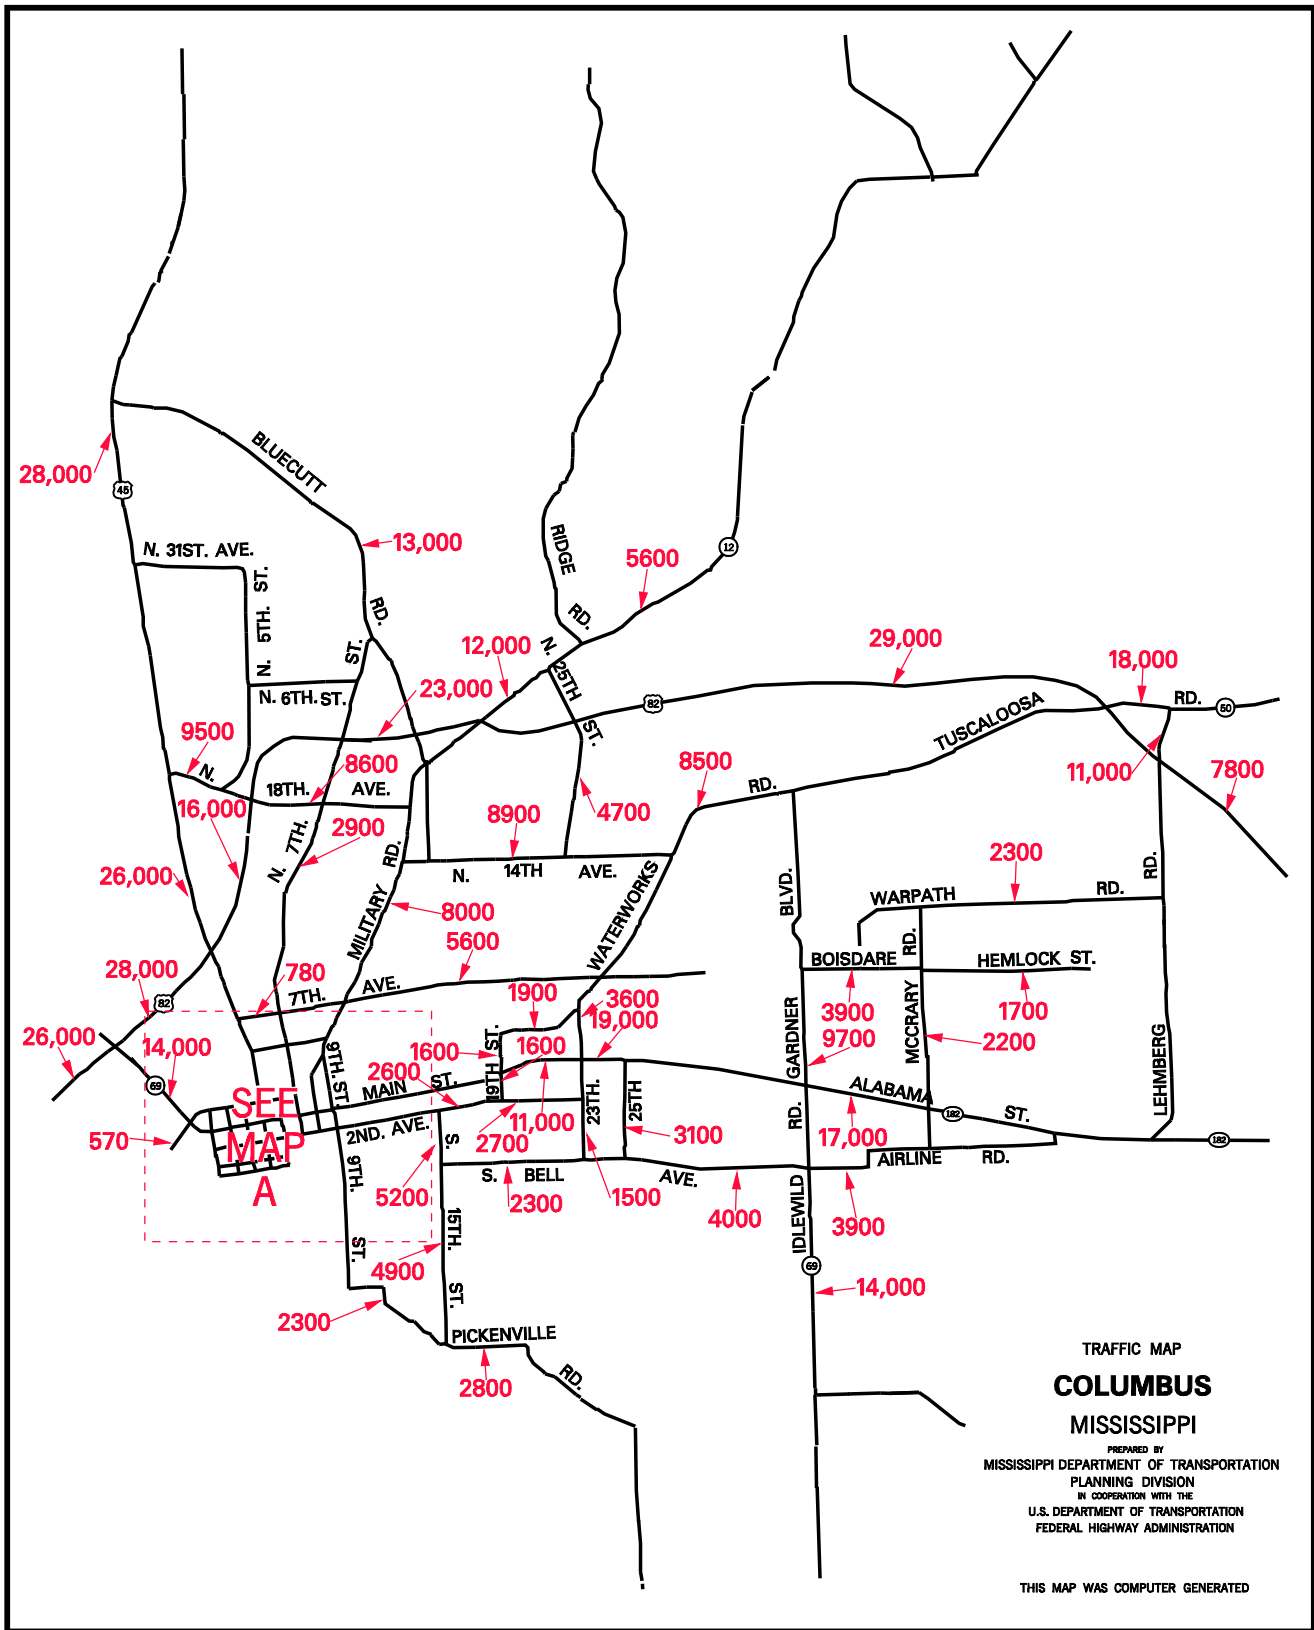 BLUECUTT
28,000
45
N. 31ST. AVE.
13,000
RIDGE
12
5600
N. 5TH. ST.
RD.
RD.
29,000
ST.
12,000
N. 25TH ST.
18,000
N. 6TH. ST.
23,000
82
TUSCALOOSA
RD.
50
9500
N.
8600
8500
11,000
7800
18TH. AVE.
RD.
16,000
4700
N. 7TH.
2900
8900
2300
26,000
MILITARY RD.
N. 14TH AVE.
WATERWORKS
BLVD.
WARPATH RD.
RD.
8000
5600
RD.
28,000
780
BOISDARE
HEMLOCK ST.
82
7TH. AVE.
1900
3600
3900
1700
26,000
14,000
19,000
GARDNER
9700
MCCRARY
2200
9TH. ST.
1600
19TH ST.
1600
LEHMBERG
69
2600
MAIN ST.
23TH.
25TH
ALABAMA ST.
182
SEE
MAP
A
570
2ND. AVE.
11,000
2700
3100
RD.
17,000
182
S. 15TH. ST.
AIRLINE RD.
9TH. ST.
5200
S. BELL AVE.
2300
1500
4000
IDLEWILD
3900
4900
69
14,000
2300
PICKENVILLE
2800
RD.
TRAFFIC MAP
COLUMBUS
MISSISSIPPI
PREPARED BY
MISSISSIPPI DEPARTMENT OF TRANSPORTATION
PLANNING DIVISION
IN COOPERATION WITH THE
U.S. DEPARTMENT OF TRANSPORTATION
FEDERAL HIGHWAY ADMINISTRATION
THIS MAP WAS COMPUTER GENERATED